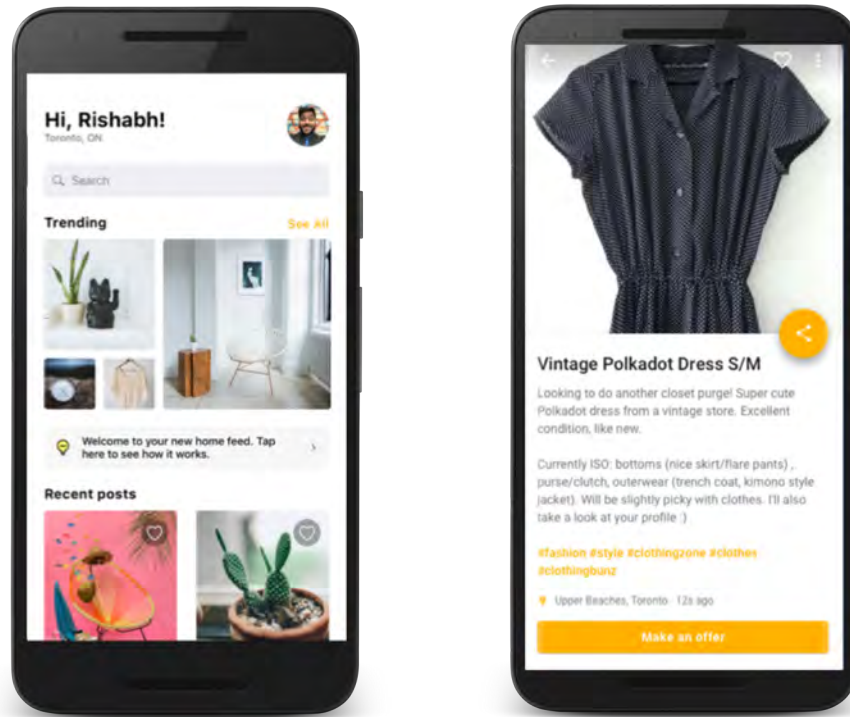 Hi, Rishabh!
Toronto, ON
Search
Trending
See All
Welcome to your new home feed. Tap
here to see how it works.
Recent posts
Vintage Polkadot Dress S/M
Looking to do another closet purge! Super cute
Polkadot dress from a vintage store. Excellent
condition, like new.
Currently ISO: bottoms (nice skirt/flare pants) ,
purse/clutch, outerwear (trench coat, kimono style
jacket). Will be slightly picky with clothes. I'll also
take a look at your profile :)
#fashion #style #clothingzone #clothes
#clothingbunz
Upper Beaches, Toronto · 12s ago
Make an offer